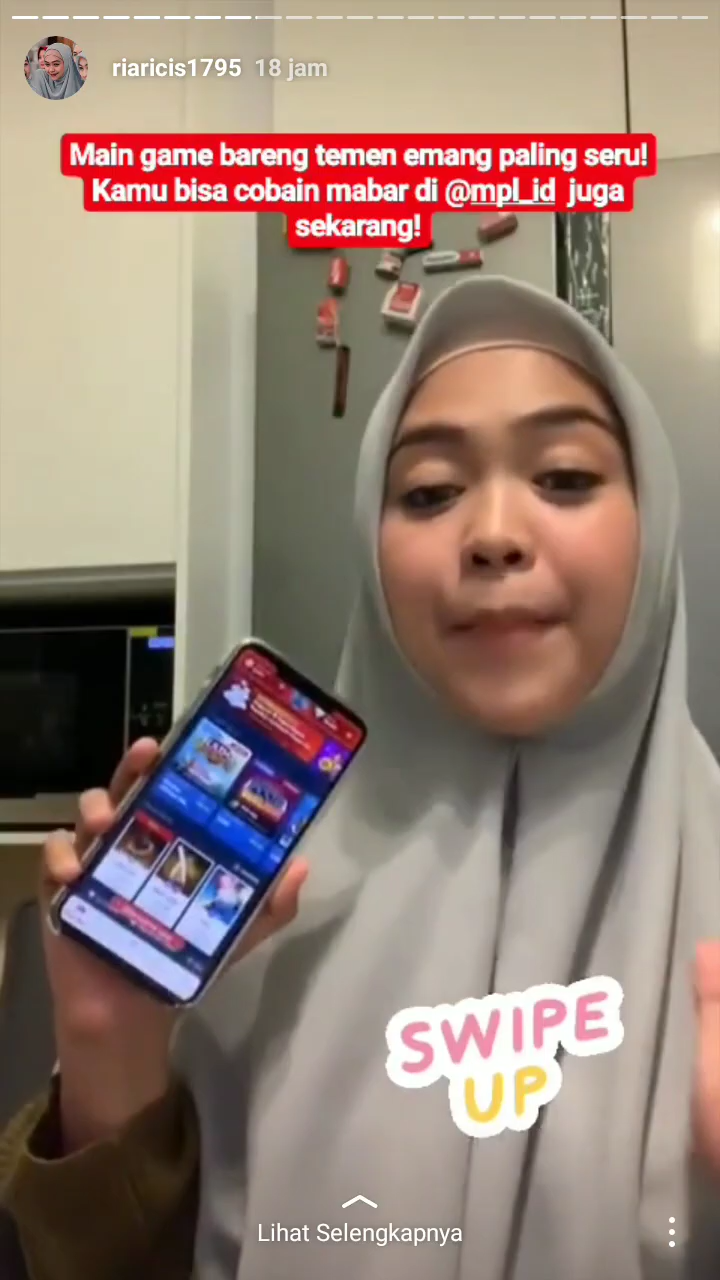 riaricis1795 18 jam
Main game bareng temen emang paling seru!
Kamu bisa cobain mabar di @mpl_id juga
sekarang!
SWIPE
UP
Lihat Selengkapnya